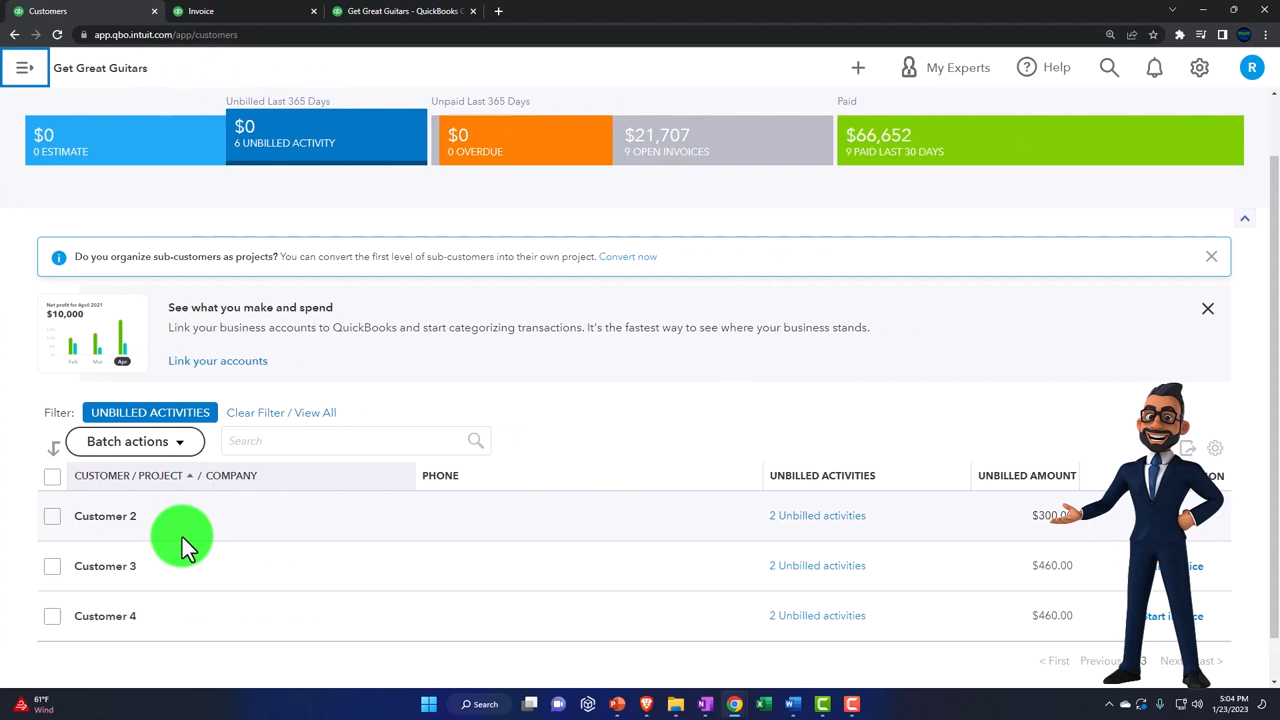 Customers
Invoice
Get Great Guitars - QuickBooks C
app.qbo.intuit.com/app/customers
Get Great Guitars
My Experts
Help
R
Unbilled Last 365 Days
Unpaid Last 365 Days
Paid
$0
0 ESTIMATE
$0
6 UNBILLED ACTIVITY
$0
0 OVERDUE
$21,707
9 OPEN INVOICES
$66,652
9 PAID LAST 30 DAYS
Do you organize sub-customers as projects? You can convert the first level of sub-customers into their own project. Convert now
Net profit for April 2021
$10,000
Feb Mar Apr
See what you make and spend
Link your business accounts to QuickBooks and start categorizing transactions. It's the fastest way to see where your business stands.
Link your accounts
Filter: UNBILLED ACTIVITIES Clear Filter / View All
Batch actions
Search
CUSTOMER / PROJECT / COMPANY PHONE UNBILLED ACTIVITIES UNBILLED AMOUNT
Customer 2 2 Unbilled activities $300.00
Customer 3 2 Unbilled activities $460.00
Customer 4 2 Unbilled activities $460.00
< First Previous 3
61°F
Wind
Search
5:04 PM
1/23/2023